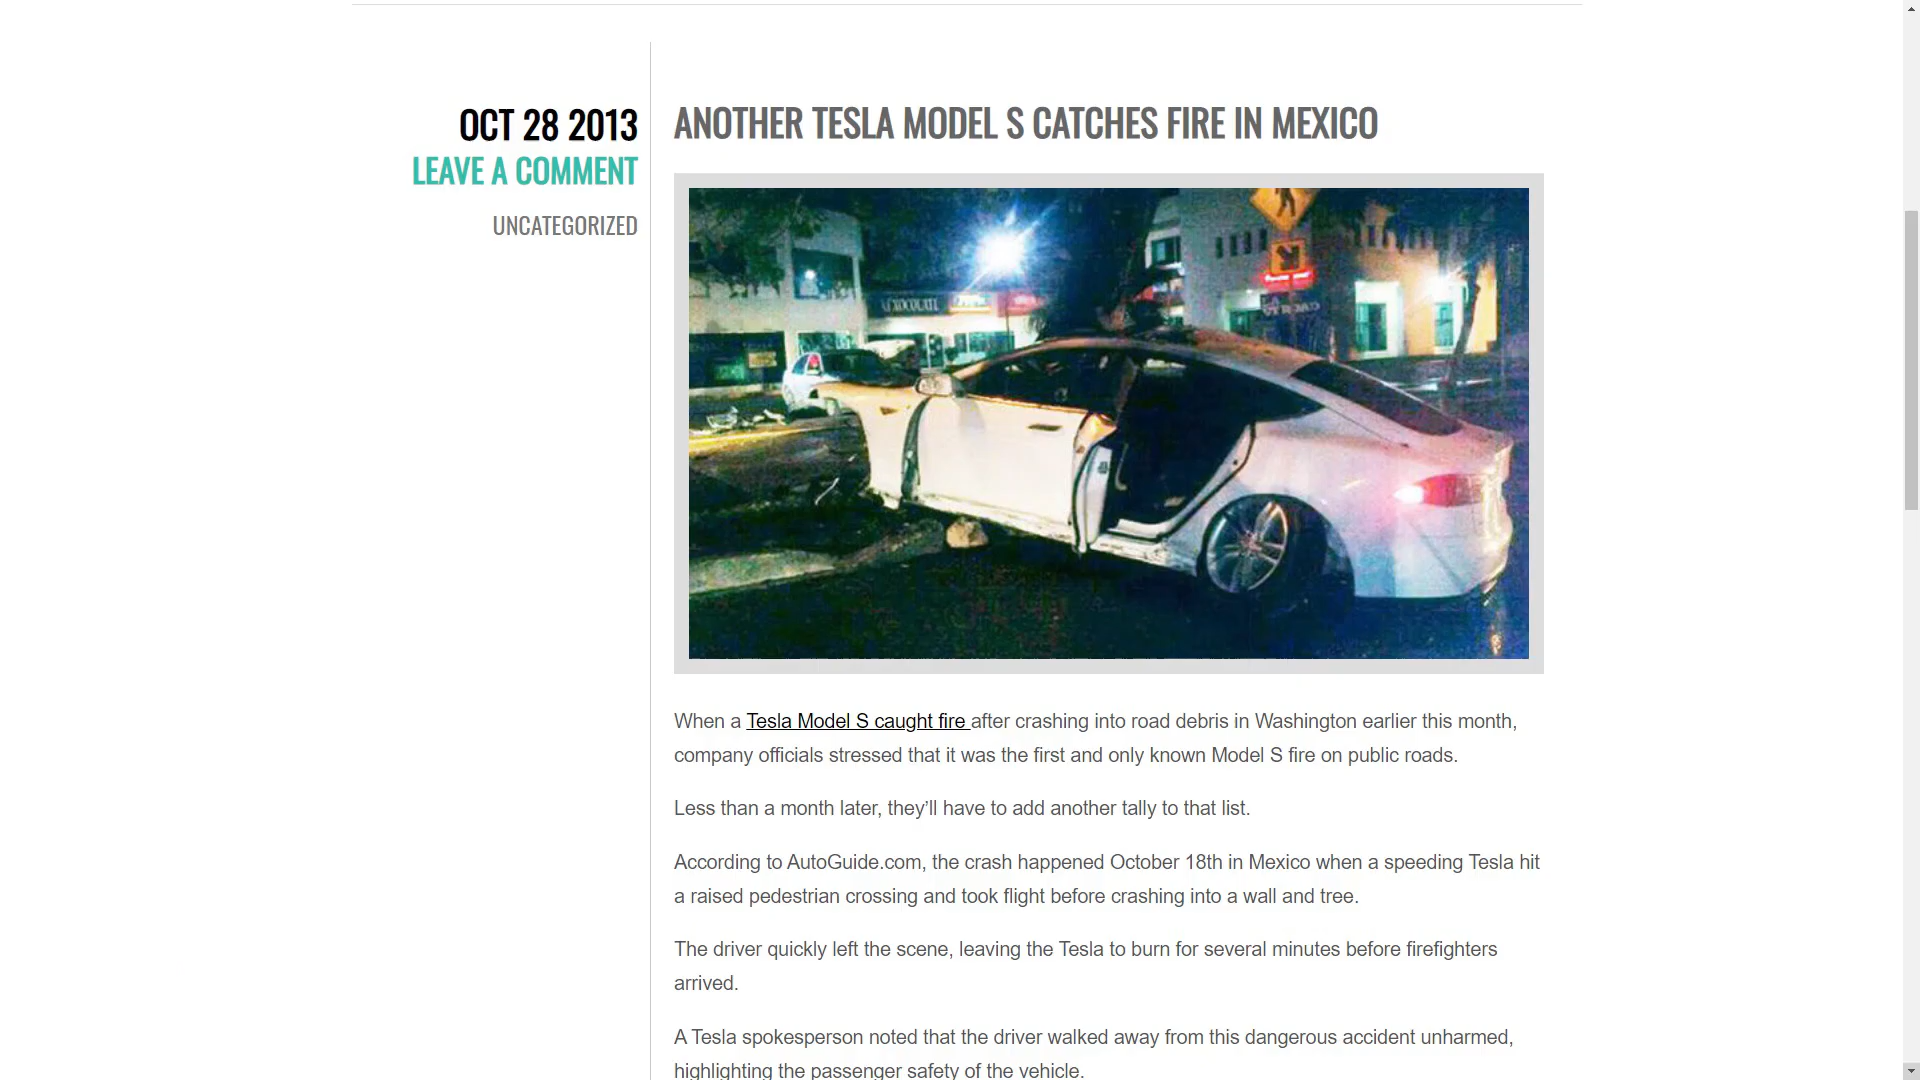 OCT 28 2013
LEAVE A COMMENT
UNCATEGORIZED
ANOTHER TESLA MODEL S CATCHES FIRE IN MEXICO
When a Tesla Model S caught fire after crashing into road debris in Washington earlier this month,
company officials stressed that it was the first and only known Model S fire on public roads.
Less than a month later, they’ll have to add another tally to that list.
According to AutoGuide.com, the crash happened October 18th in Mexico when a speeding Tesla hit
a raised pedestrian crossing and took flight before crashing into a wall and tree.
The driver quickly left the scene, leaving the Tesla to burn for several minutes before firefighters
arrived.
A Tesla spokesperson noted that the driver walked away from this dangerous accident unharmed,
highlighting the passenger safety of the vehicle.